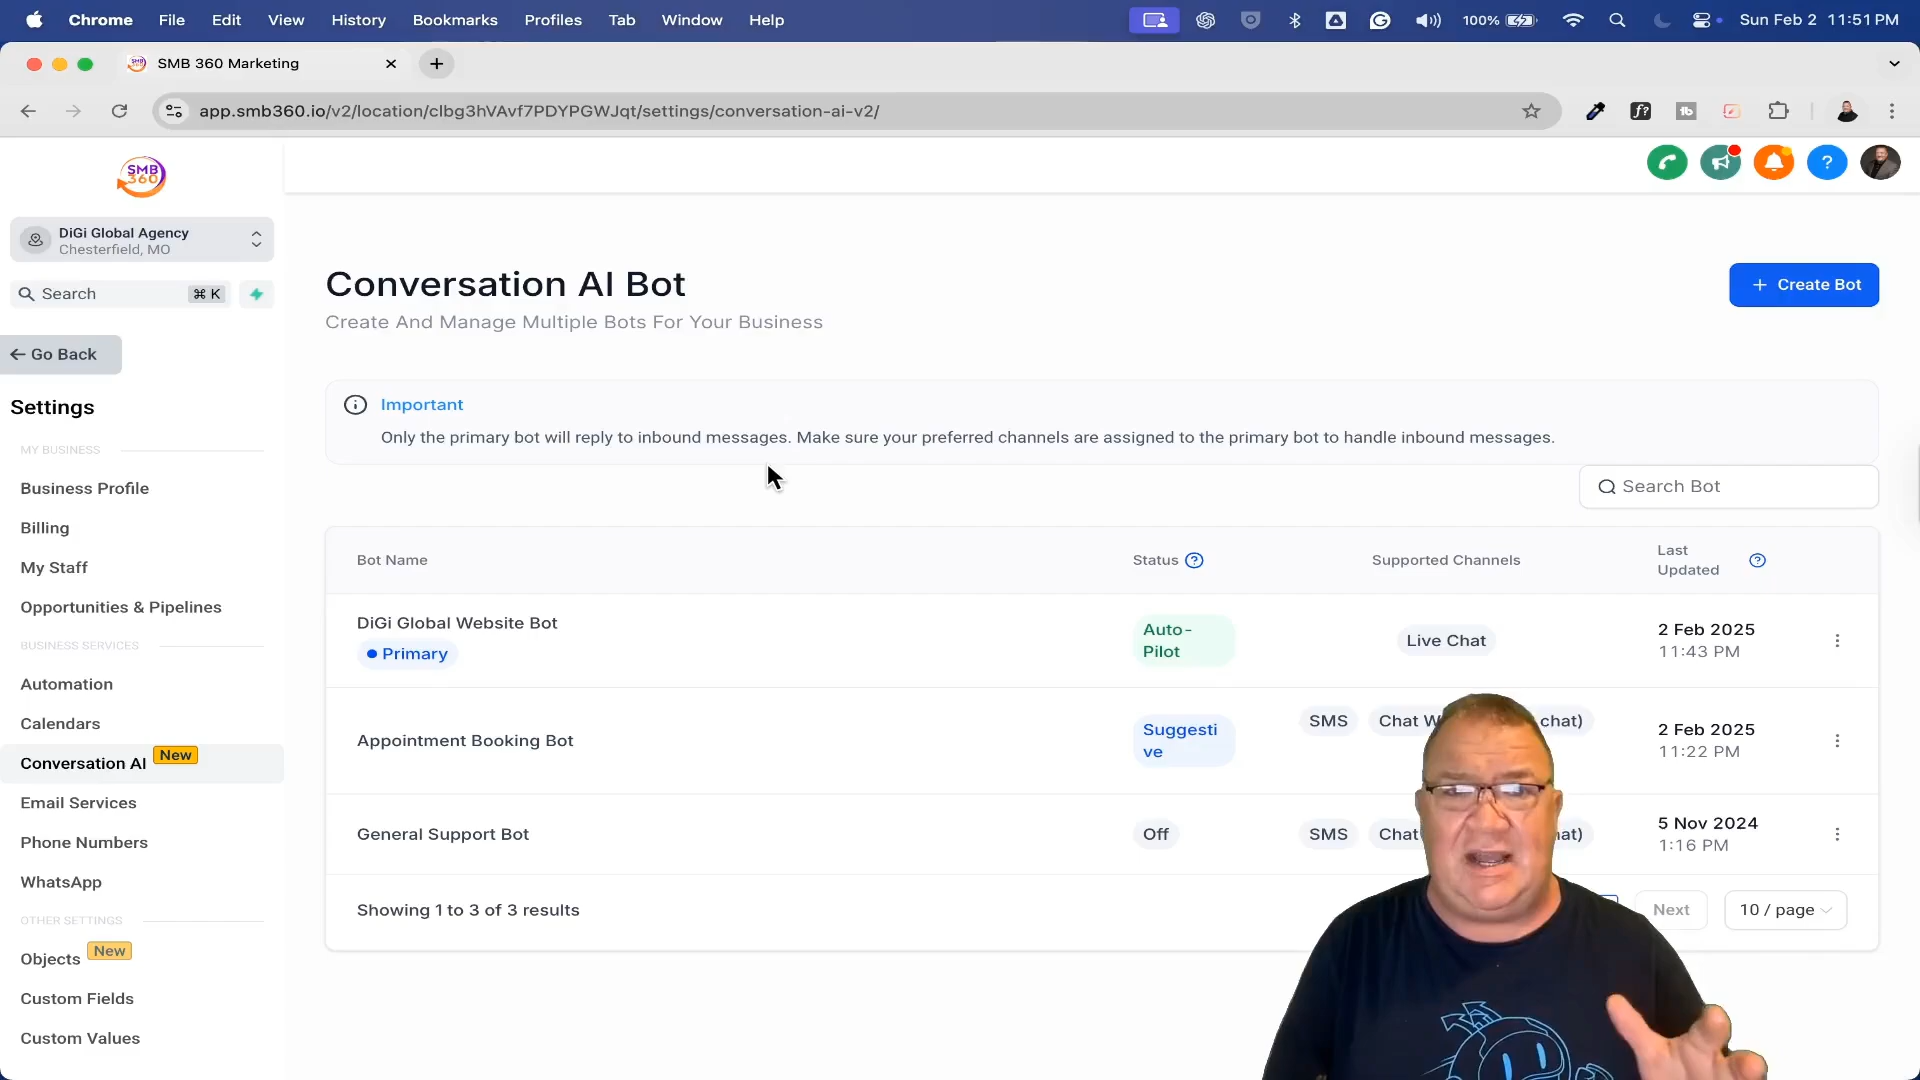 Chrome File Edit View History Bookmarks Profiles Tab Window Help 100% Sun Feb 2 11:51 PM
SMB 360 Marketing
app.smb360.io/v2/location/clbg3hVAvf7PDYPGWJqt/settings/conversation-ai-v2/
SMB
360
DiGi Global Agency
Chesterfield, MO
Search ⌘ K
← Go Back
Settings
MY BUSINESS
Business Profile
Billing
My Staff
Opportunities & Pipelines
BUSINESS SERVICES
Automation
Calendars
Conversation AI New
Email Services
Phone Numbers
WhatsApp
OTHER SETTINGS
Objects New
Custom Fields
Custom Values
Conversation AI Bot
Create And Manage Multiple Bots For Your Business
+ Create Bot
Important
Only the primary bot will reply to inbound messages. Make sure your preferred channels are assigned to the primary bot to handle inbound messages.
Search Bot
Bot Name Status Supported Channels Last
Updated
DiGi Global Website Bot
Primary
Auto-
Pilot
Live Chat
2 Feb 2025
11:43 PM
Appointment Booking Bot
Suggesti
ve
SMS Chat chat)
2 Feb 2025
11:22 PM
General Support Bot
Off
SMS Chat
5 Nov 2024
1:16 PM
Showing 1 to 3 of 3 results
Next 10 / page